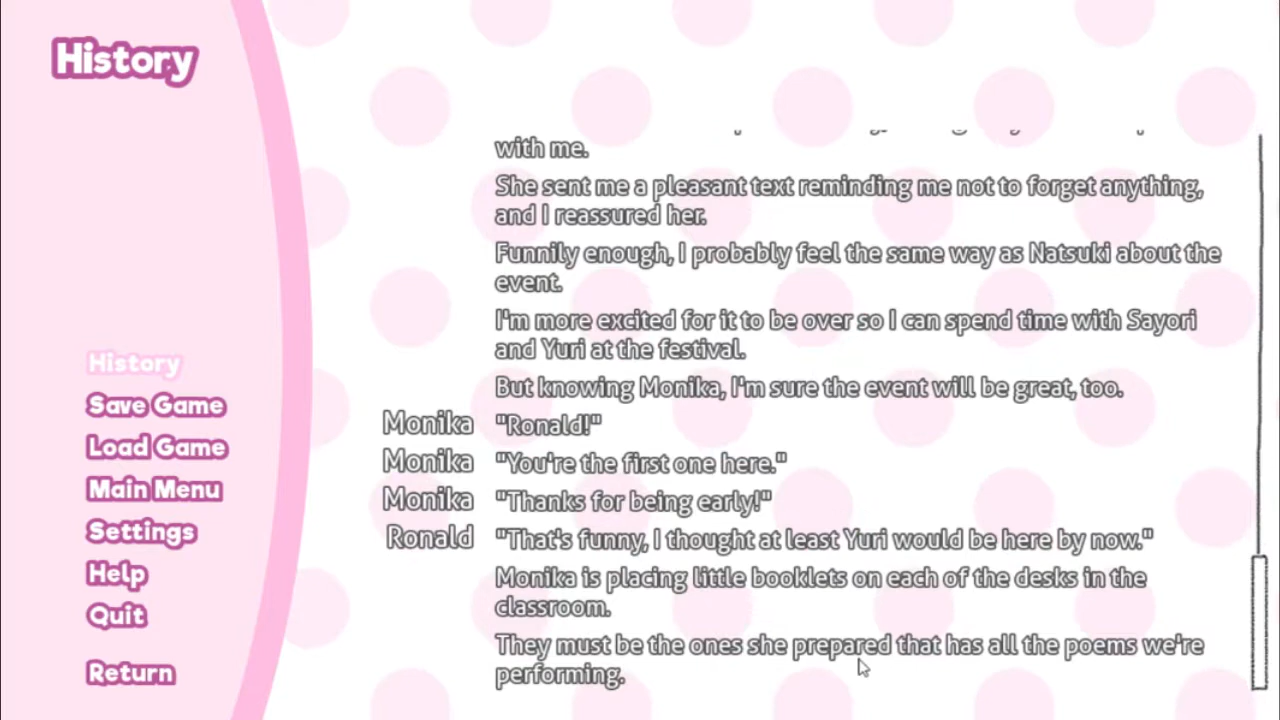 History
with me.
She sent me a pleasant text reminding me not to forget anything,
and I reassured her.
Funnily enough, I probably feel the same way as Natsuki about the
event.
I'm more excited for it to be over so I can spend time with Sayori
and Yuri at the festival.
But knowing Monika, I'm sure the event will be great, too.
Monika "Ronald!"
Monika "You're the first one here."
Monika "Thanks for being early!"
Ronald "That's funny, I thought at least Yuri would be here by now."
Monika is placing little booklets on each of the desks in the
classroom.
They must be the ones she prepared that has all the poems we're
performing.
History
Save Game
Load Game
Main Menu
Settings
Help
Quit
Return